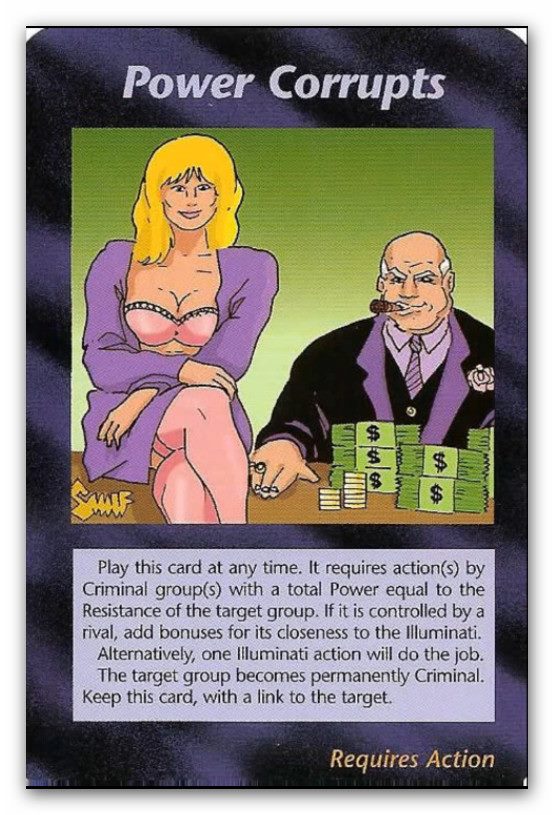 Power Corrupts
$
$
$
$
$
SHIF
Play this card at any time. It requires action(s) by
Criminal group(s) with a total Power equal to the
Resistance of the target group. If it is controlled by a
rival, add bonuses for its closeness to the Illuminati.
Alternatively, one Illuminati action will do the job.
The target group becomes permanently Criminal.
Keep this card, with a link to the target.
Requires Action